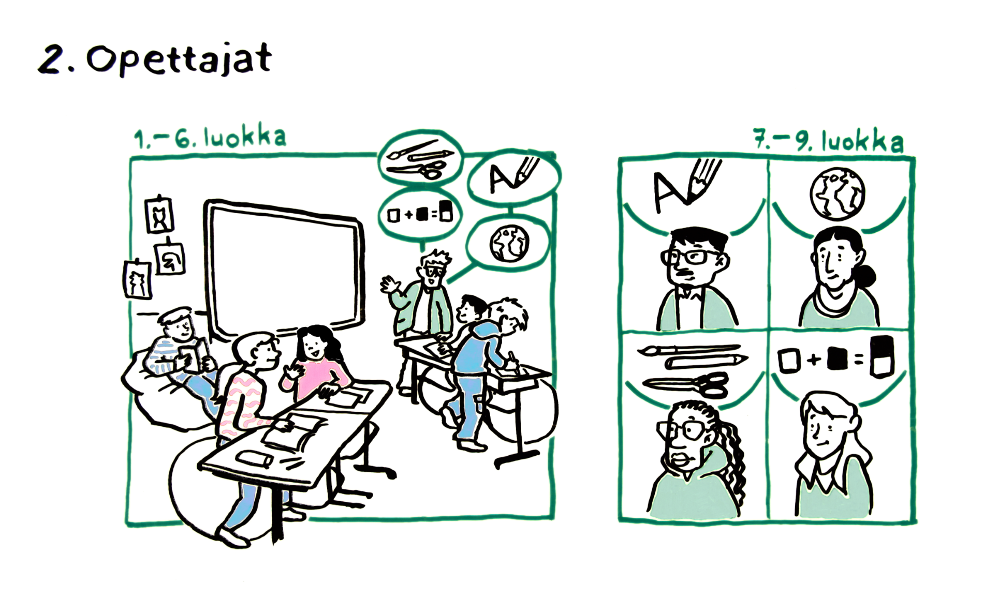 2. Opettajat
1.–6. luokka
7.–9. luokka
A
A